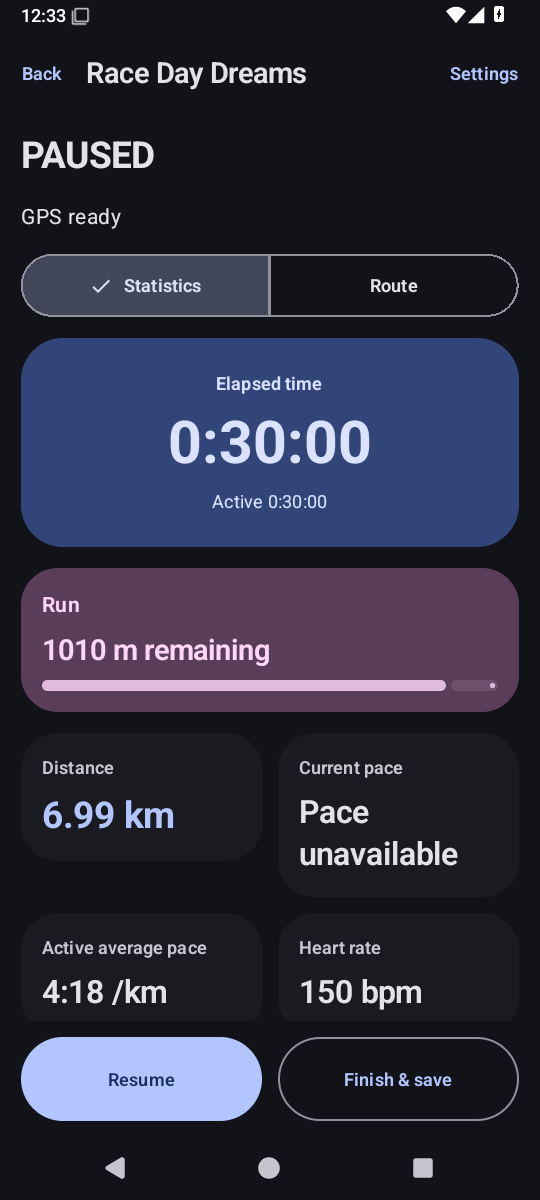 12:33
Back Race Day Dreams Settings
PAUSED
GPS ready
Statistics Route
Elapsed time
0:30:00
Active 0:30:00
Run
1010 m remaining
Distance
6.99 km
Current pace
Pace
unavailable
Active average pace
4:18 /km
Heart rate
150 bpm
Resume Finish & save